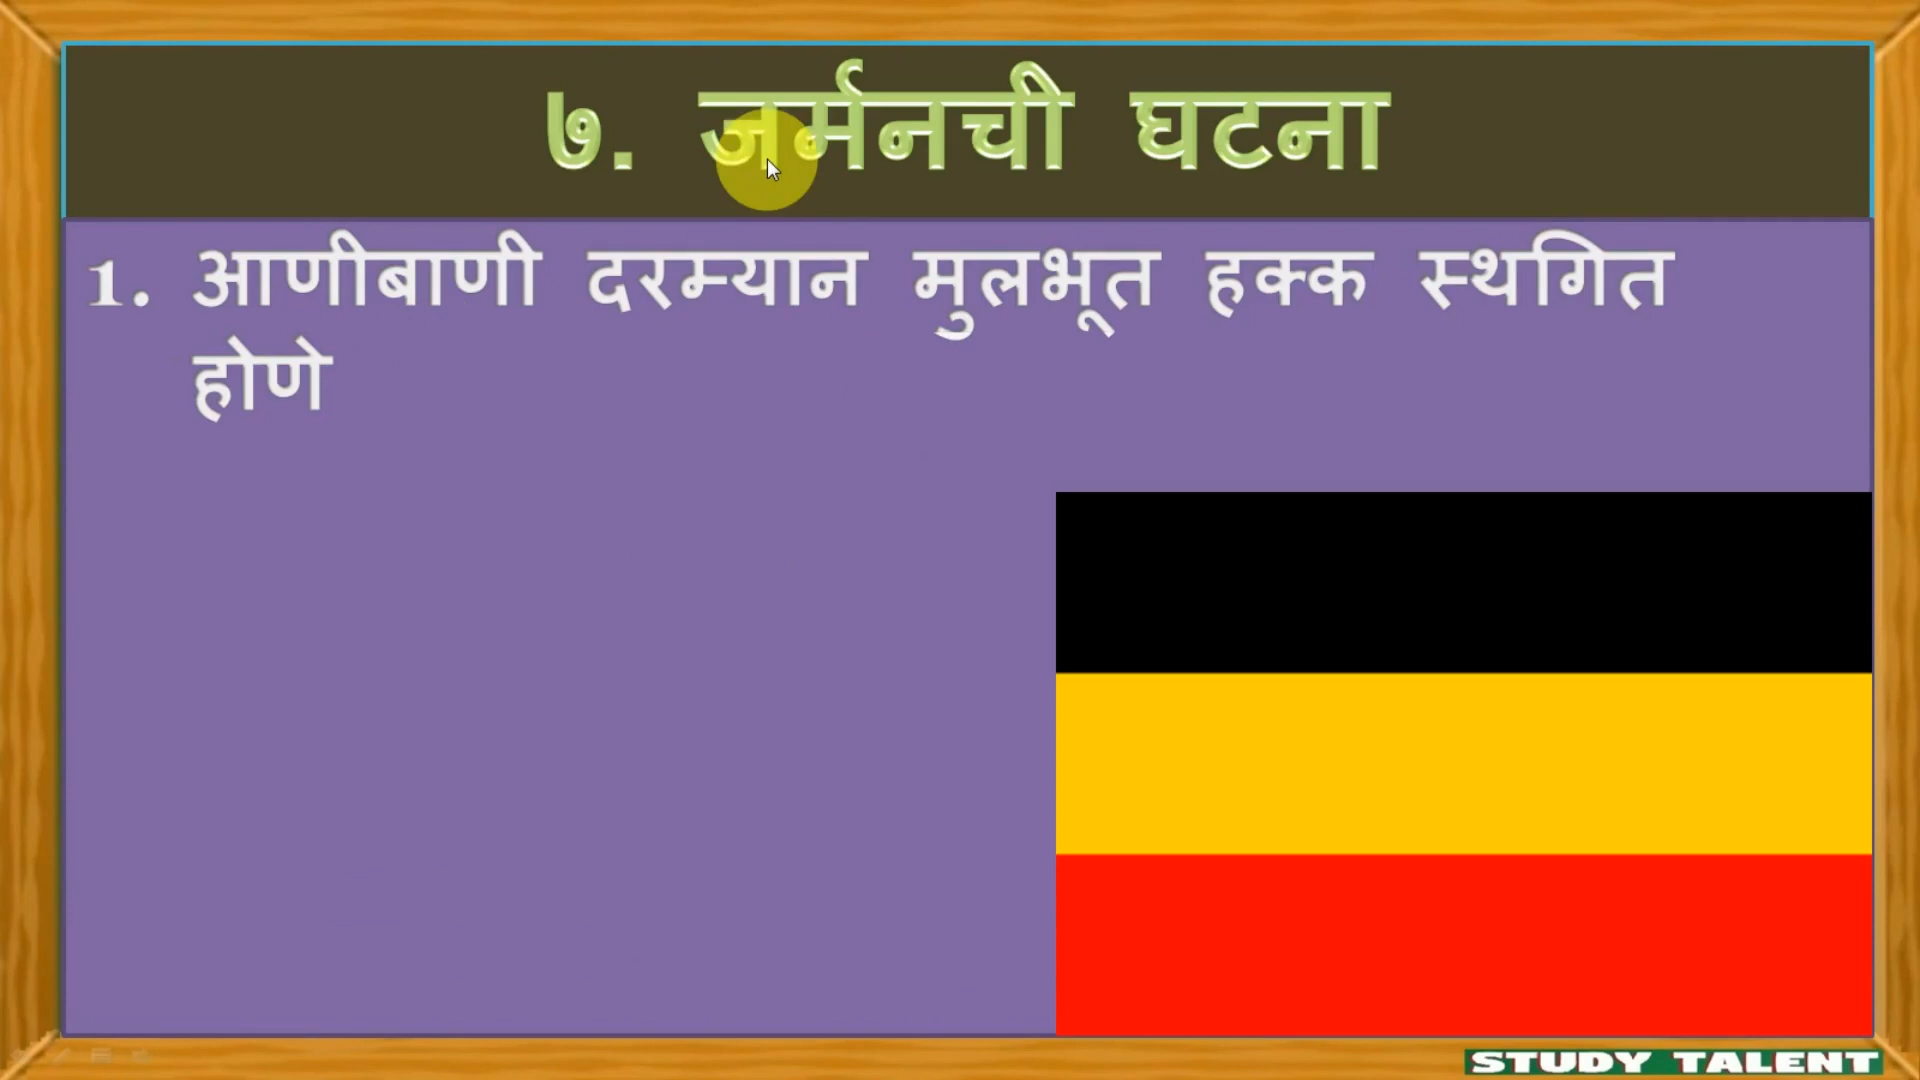 ७. जर्मनची घटना
1. आणीबाणी दरम्यान मुलभूत हक्क स्थगित
होणे
STUDY TALENT